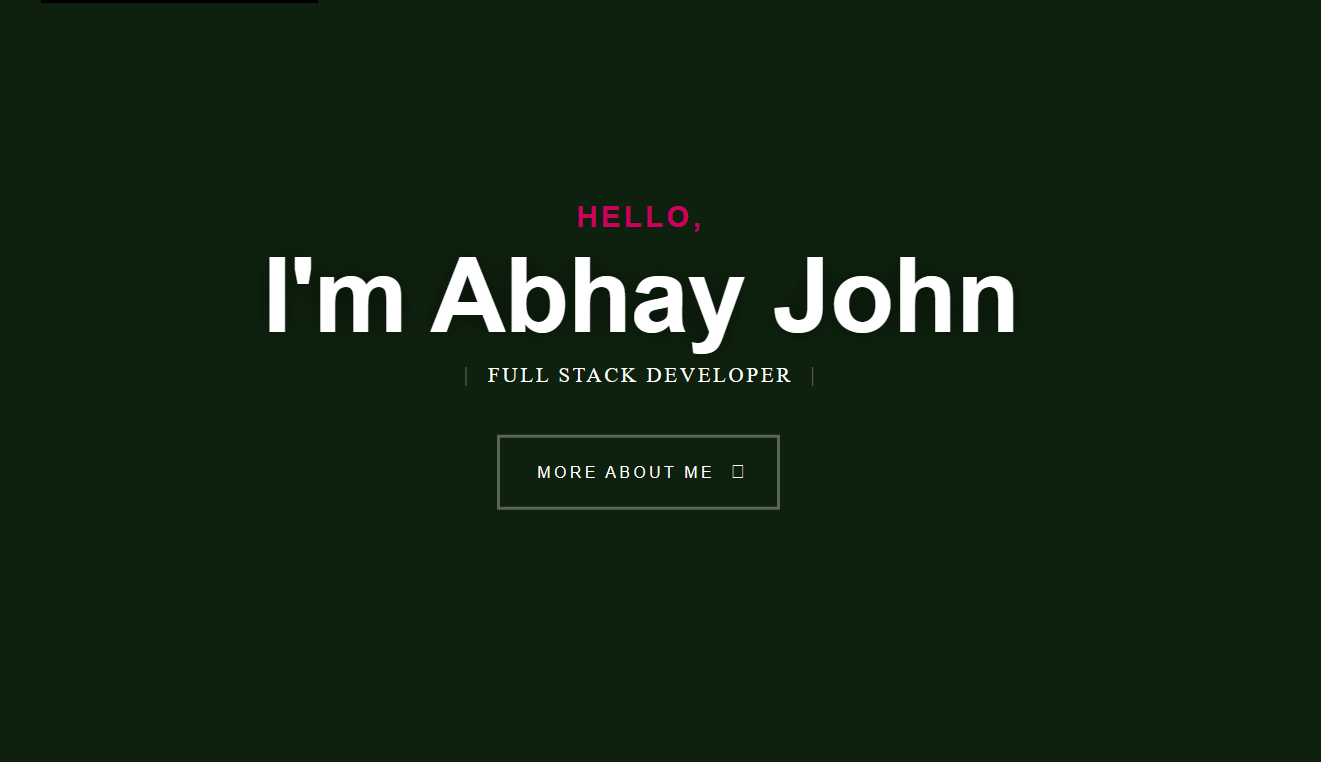 HELLO,
I'm Abhay John
| FULL STACK DEVELOPER |
MORE ABOUT ME